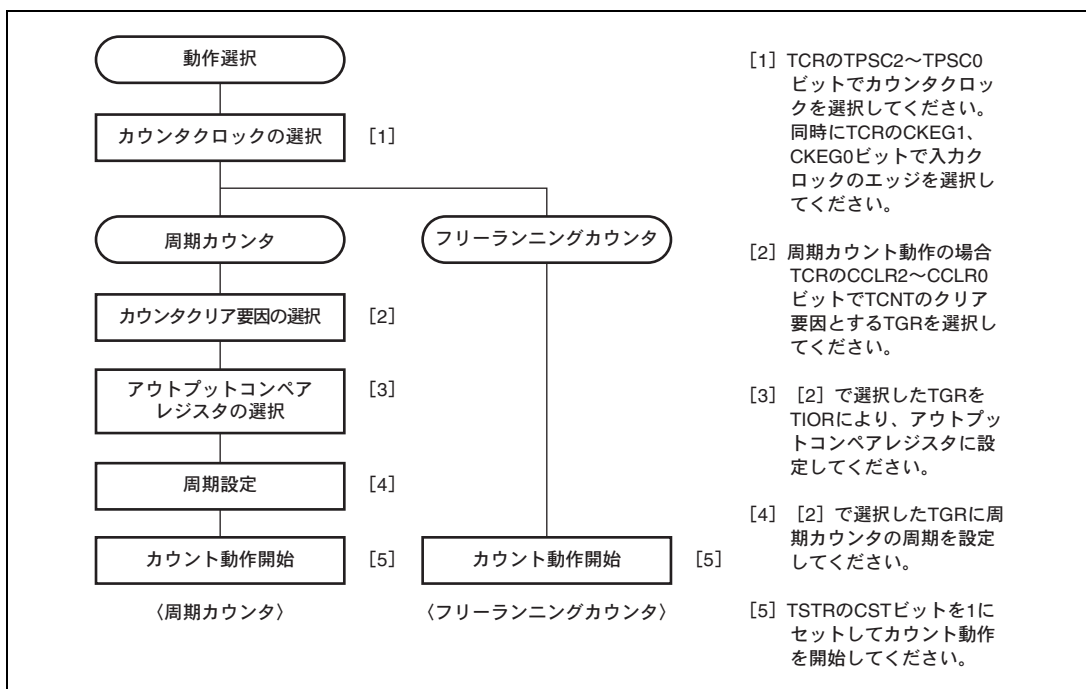 動作選択
カウンタクロックの選択
[1]
周期カウンタ
フリーランニングカウンタ
カウンタクリア要因の選択
[2]
アウトプットコンペア
レジスタの選択
[3]
周期設定
[4]
カウント動作開始
[5]
カウント動作開始
[5]
〈周期カウンタ〉
〈フリーランニングカウンタ〉
[1] TCRのTPSC2〜TPSC0
ビットでカウンタクロッ
クを選択してください。
同時にTCRのCKEG1、
CKEG0ビットで入力ク
ロックのエッジを選択し
てください。
[2] 周期カウント動作の場合
TCRのCCLR2〜CCLR0
ビットでTCNTのクリア
要因とするTGRを選択し
てください。
[3] [2]で選択したTGRを
TIORにより、アウトプッ
トコンペアレジスタに設
定してください。
[4] [2]で選択したTGRに周
期カウンタの周期を設定
してください。
[5] TSTRのCSTビットを1に
セットしてカウント動作
を開始してください。